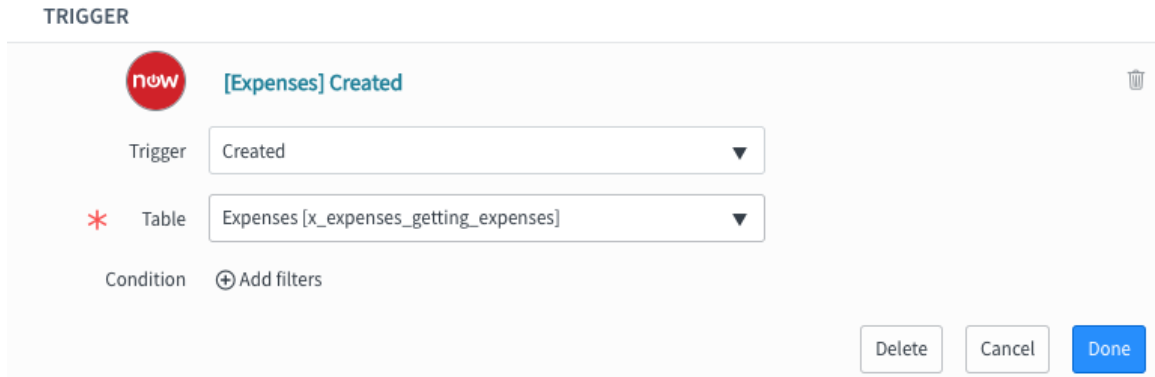 TRIGGER
now
[Expenses] Created
Trigger
Created
Table
Expenses [x_expenses_getting_expenses]
Condition
Add filters
Delete
Cancel
Done